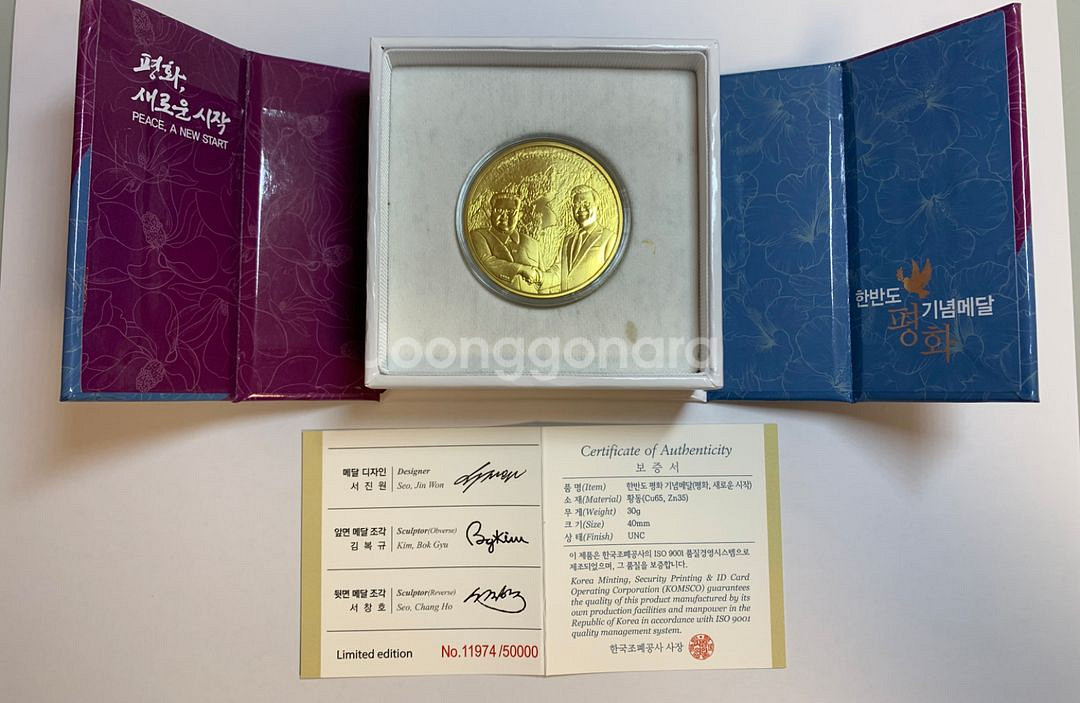 평화,
새로운 시작
PEACE, A NEW START
한반도
평화
기념메달
Joonggonara
메달 디자인 Designer
서 진 원 Seo, Jin Won
앞면 메달 조각 Sculptor(Obverse)
김 복 규 Kim, Bok Gyu
BgKim
뒷면 메달 조각 Sculptor(Reverse)
서 창 호 Seo, Chang Ho
Limited edition No.11974 /50000
Certificate of Authenticity
보 증 서
품 명(Item) 한반도 평화 기념메달(평화, 새로운 시작)
소 재(Material) 황동(Cu65, Zn35)
무 게(Weight) 30g
크 기(Size) 40mm
상 태(Finish) UNC
이 제품은 한국조폐공사의 ISO 9001 품질경영시스템으로
제조되었으며, 그 품질을 보증합니다.
Korea Minting, Security Printing & ID Card
Operating Corporation (KOMSCO) guarantees
the quality of this product manufactured by its
own production facilities and manpower in the
Republic of Korea in accordance with ISO 9001
quality management system.
한국조폐공사 사장